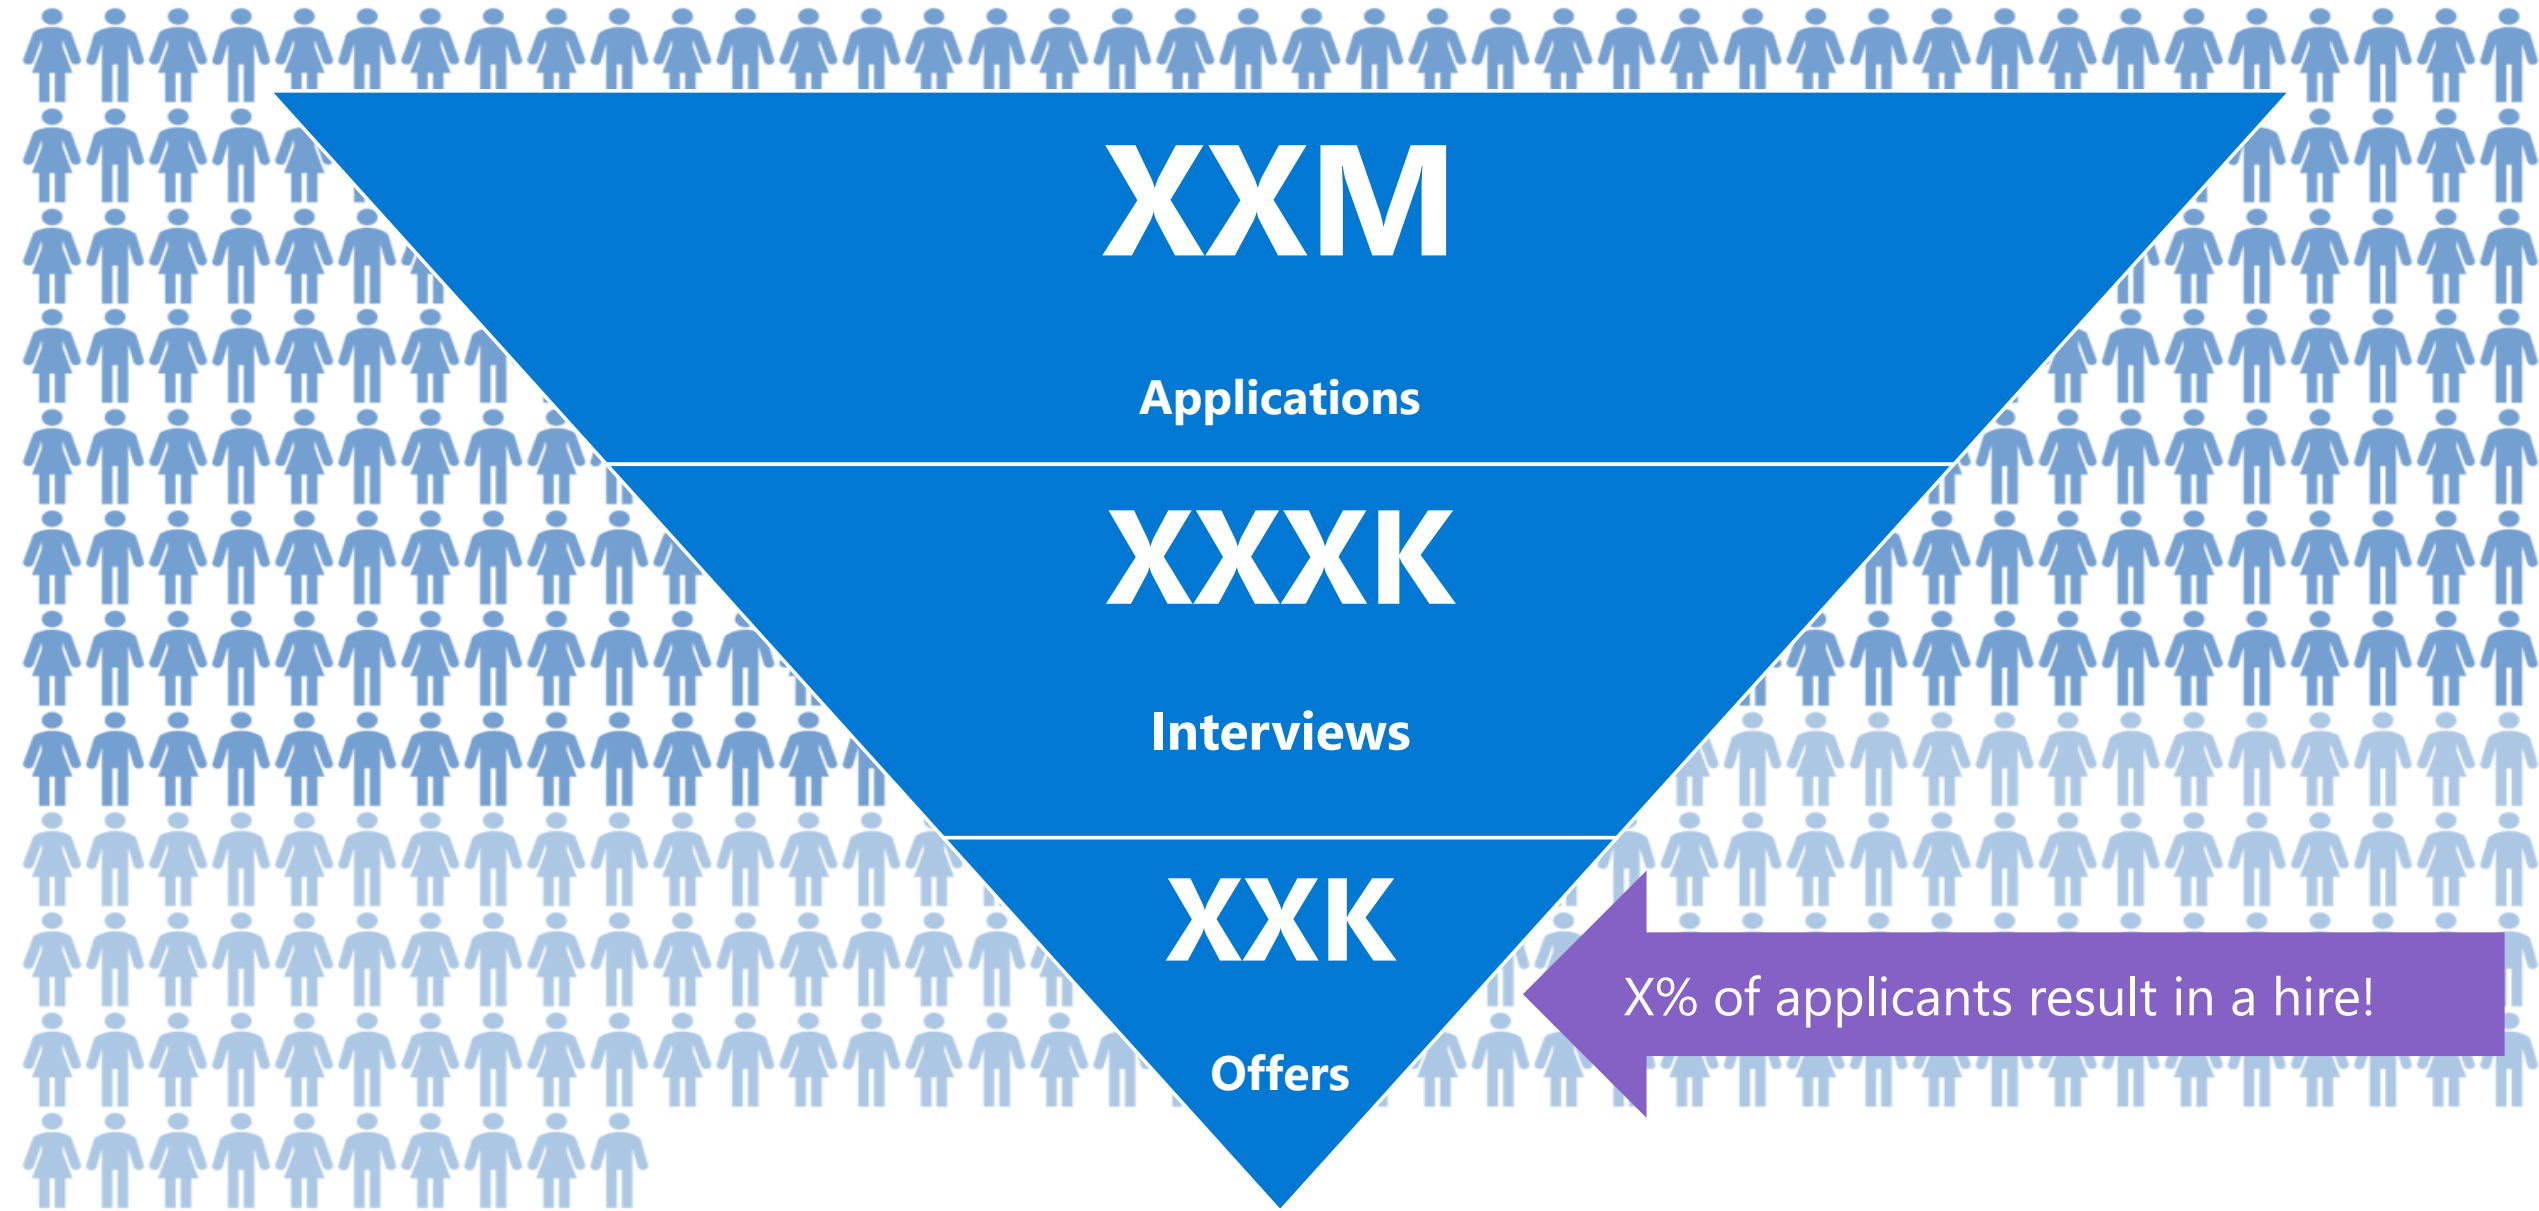 XXM
Applications
XXXK
Interviews
XXK
Offers
X% of applicants result in a hire!